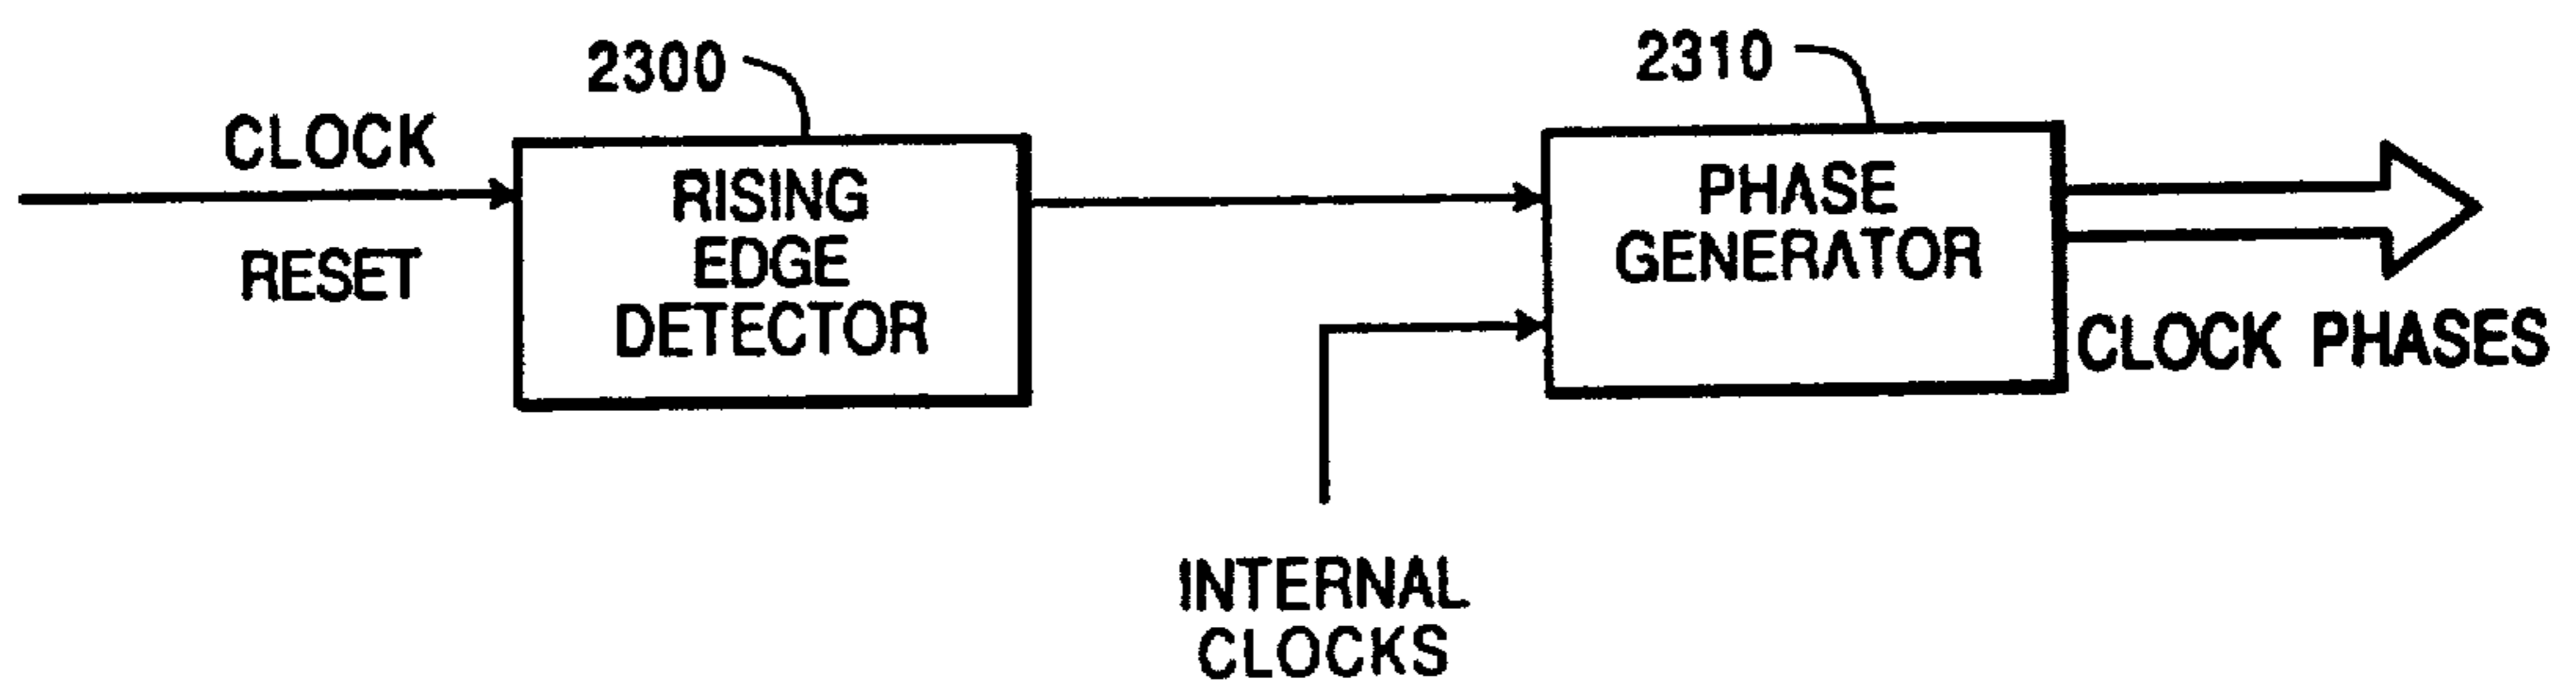 2300
2310
CLOCK
RESET
RISING
EDGE
DETECTOR
PHASE
GENERATOR
CLOCK PHASES
INTERNAL
CLOCKS